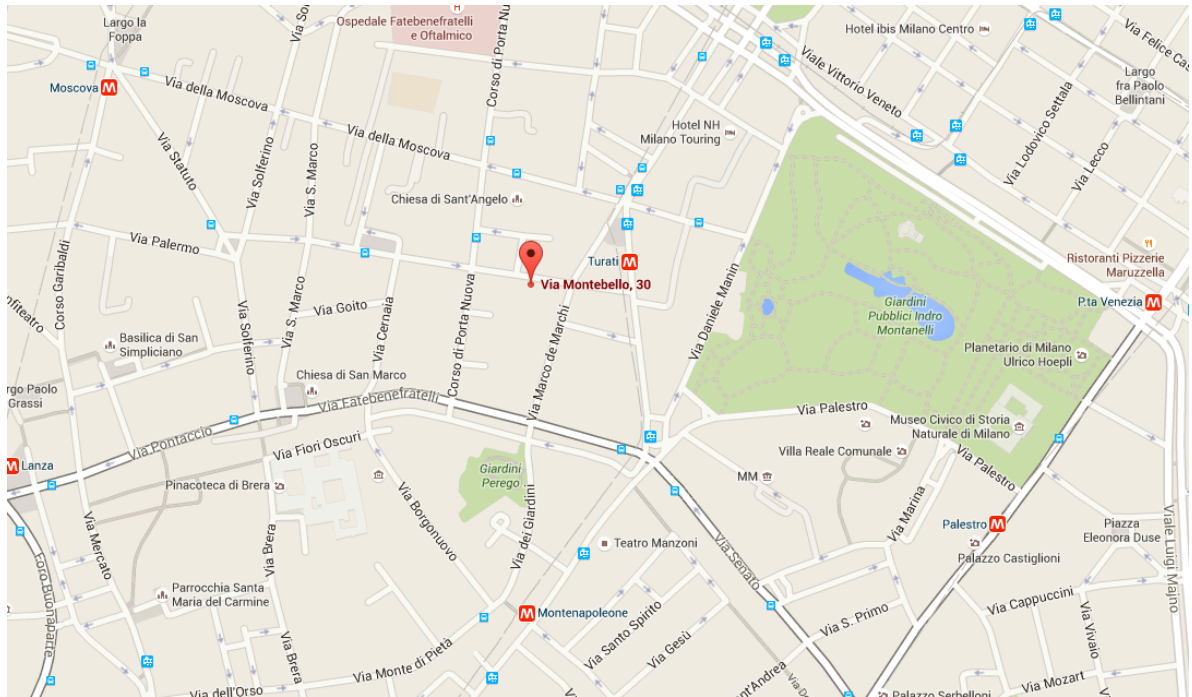 Largo la
Foppa
Ospedale Fatebenefratelli
e Oftalmico
Corso di Porta Nu
Hotel ibis Milano Centro
Via Felice Cas
Viale Vittorio Veneto
Largo
fra Paolo
Bellintani
Moscova
Via della Moscova
Via della Moscova
Hotel NH
Milano Touring
Via Lodovico Settala
Via Lecco
Via Statuto
Via Solferino
Via S. Marco
Chiesa di Sant'Angelo
Via Palermo
Turati
Via Montebello, 30
Ristoranti Pizzerie
Maruzzella
P.ta Venezia
Corso Garibaldi
Via S. Marco
Via Goito
Via Cernaia
Corso di Porta Nuova
Via Marco de Marchi
Via Daniele Manin
Giardini
Pubblici Indro
Montanelli
Planetario di Milano
Ulrico Hoepli
Basilica di San
Simpliciano
Via Solferino
Chiesa di San Marco
Via Fatebenefratelli
Grassi
Via Palestro
Museo Civico di Storia
Naturale di Milano
Via Pontaccio
Via Fiori Oscuri
Lanza
Giardini
Perego
Villa Reale Comunale
Via Palestro
Pinacoteca di Brera
MM
Via Borgonuovo
Via dei Giardini
Via Marina
Palestro
Piazza
Eleonora Duse
Viale Luigi Majno
Via Mercato
Via Brera
Teatro Manzoni
Via Senato
Palazzo Castiglioni
Foro Buonaparte
Parrocchia Santa
Maria del Carmine
Montenapoleone
Via Santo Spirito
Via Gesù
Via S. Primo
Via Cappuccini
Via Vivaio
Via Brera
Via Monte di Pietà
Via dell'Orso
nt'Andrea
Via Mozart
Palazzo Serbelloni